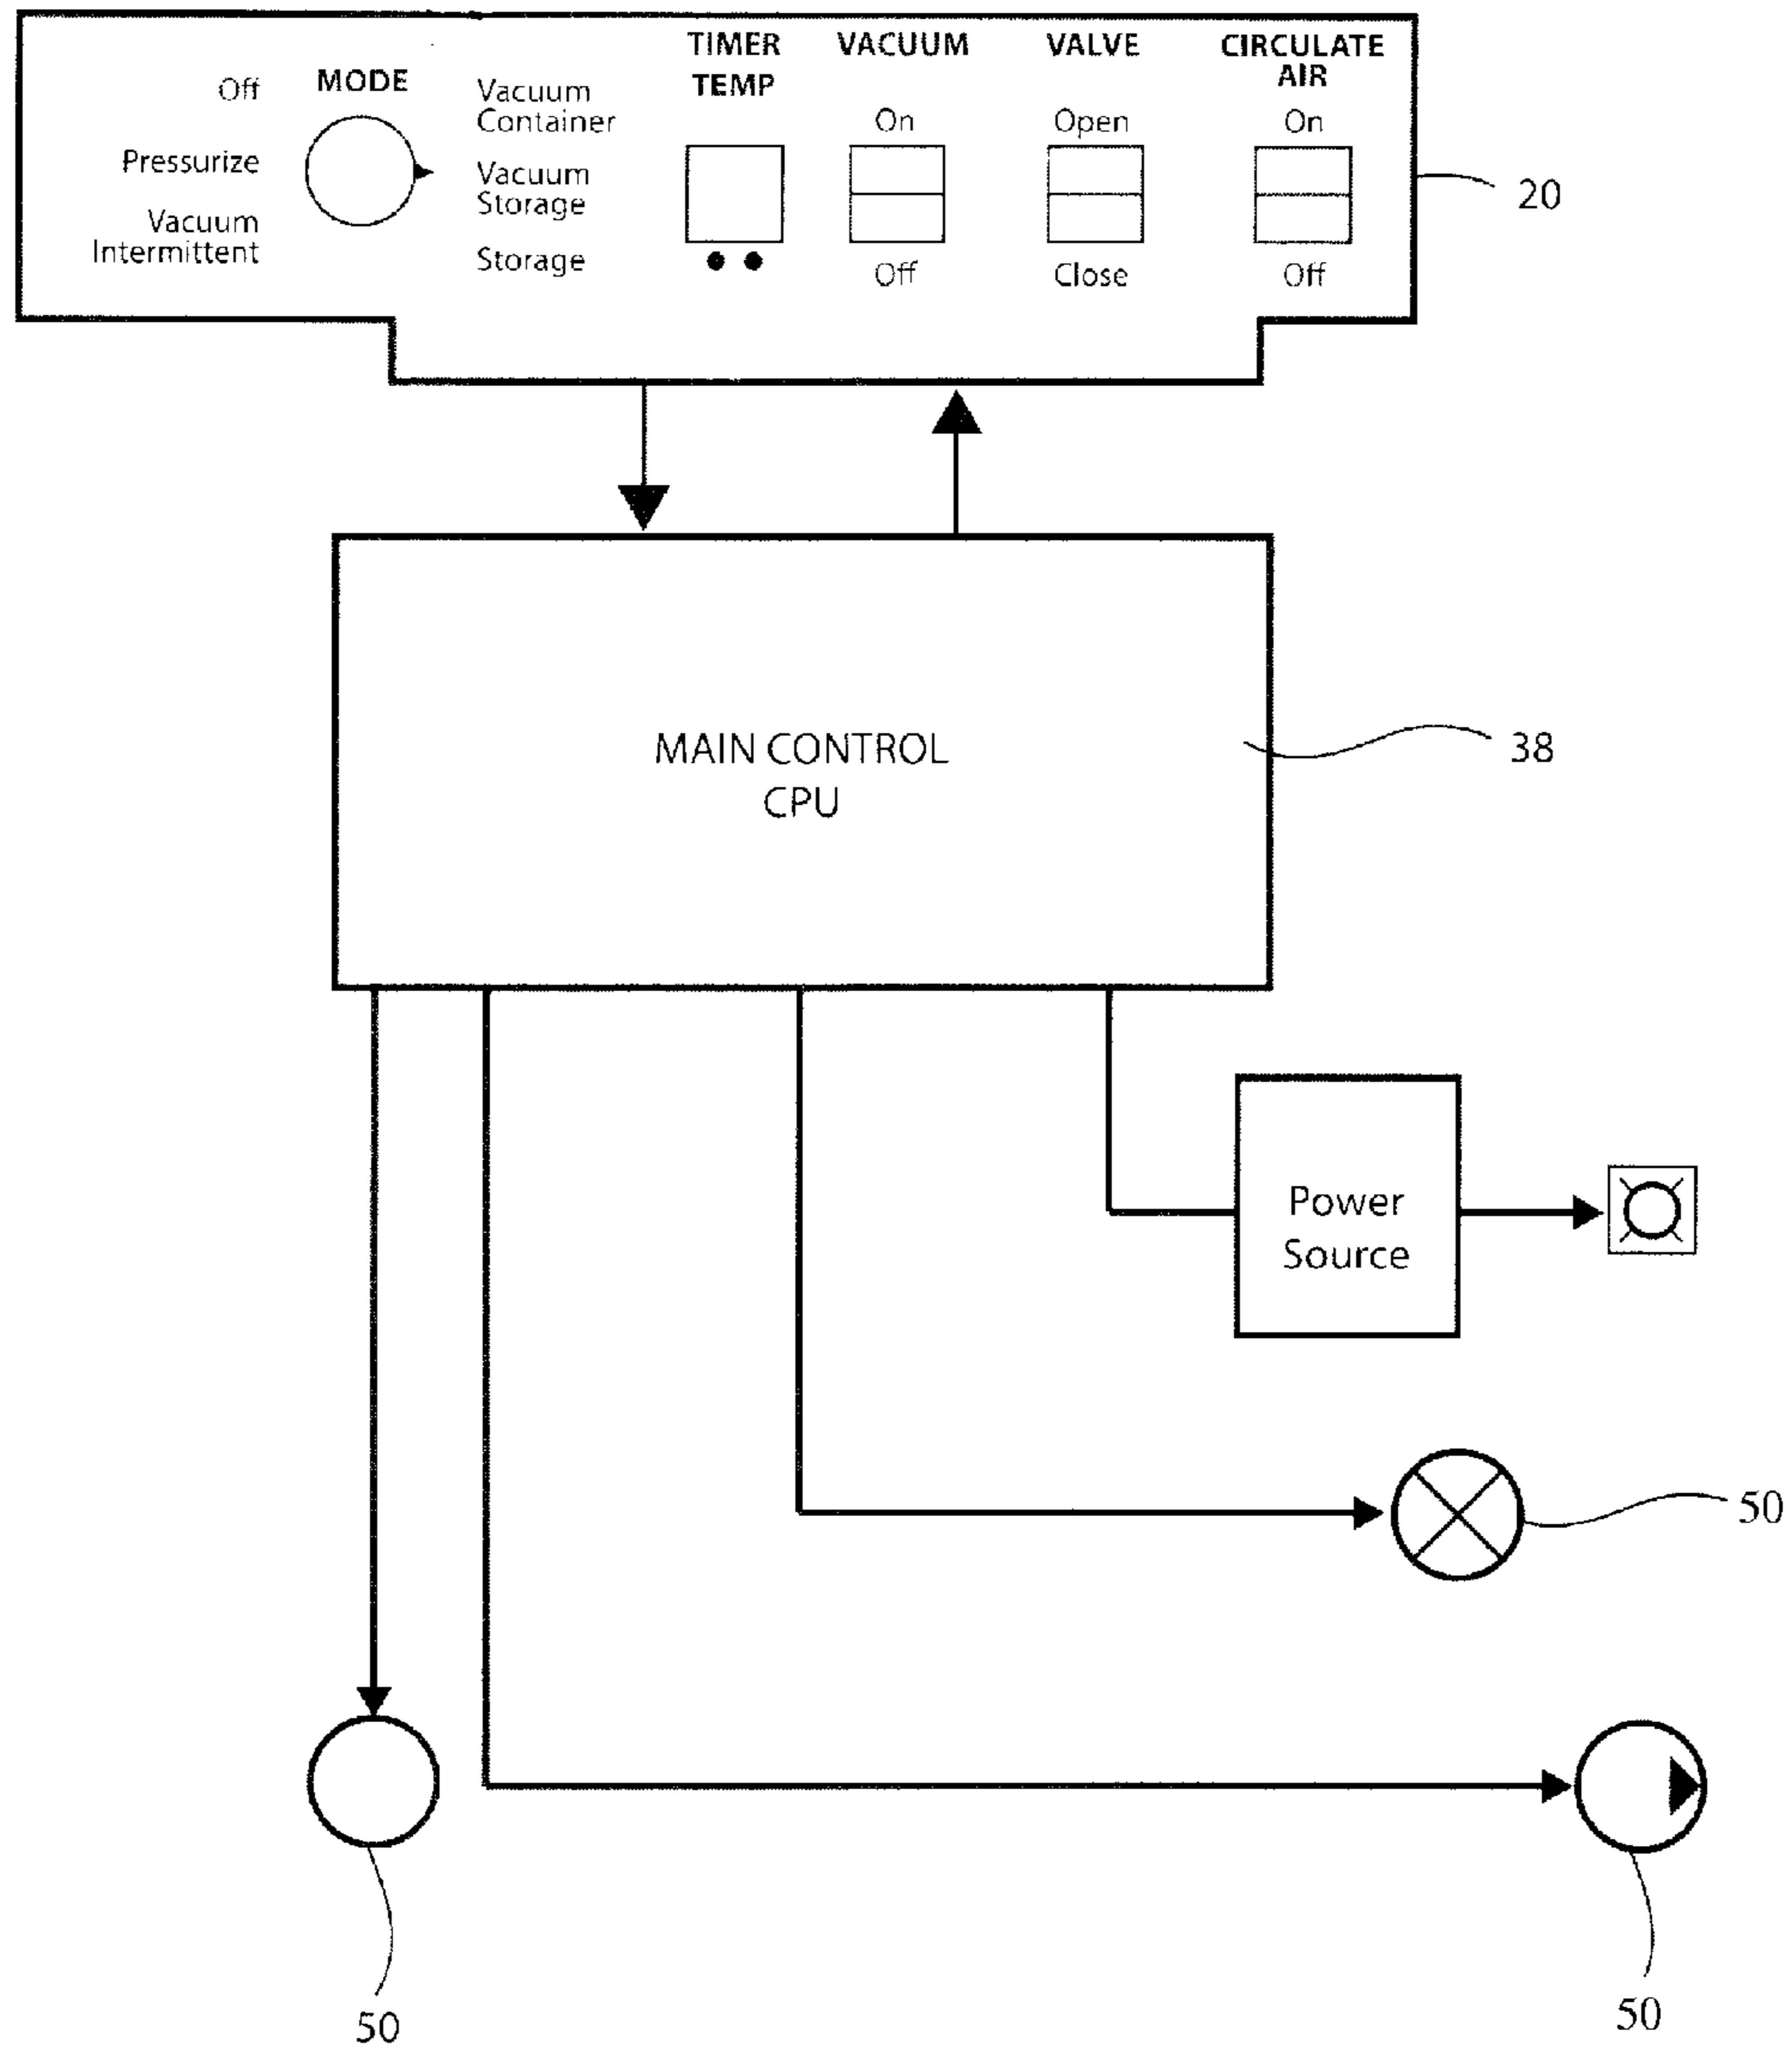 Off
Pressurize
Vacuum
Intermittent
MODE
Vacuum
Container
Vacuum
Storage
Storage
TIMER
TEMP
VACUUM
On
Off
VALVE
Open
Close
CIRCULATE
AIR
On
Off
20
MAIN CONTROL
CPU
38
Power
Source
50
50
50